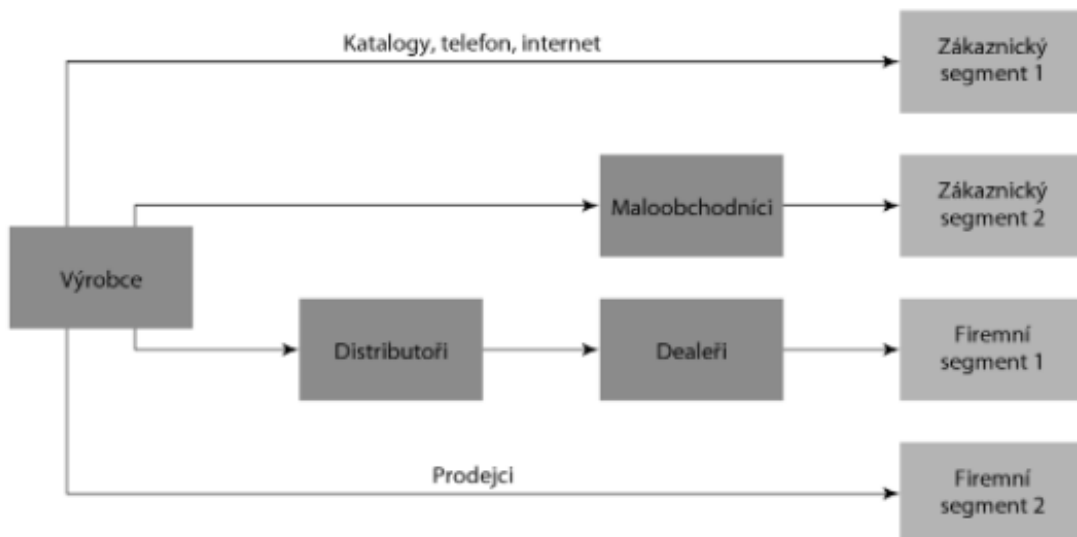 Katalogy, telefon, internet
Zákaznický
segment 1
Maloobchodníci
Zákaznický
segment 2
Výrobce
Distributoři
Dealeři
Firemní
segment 1
Prodejci
Firemní
segment 2